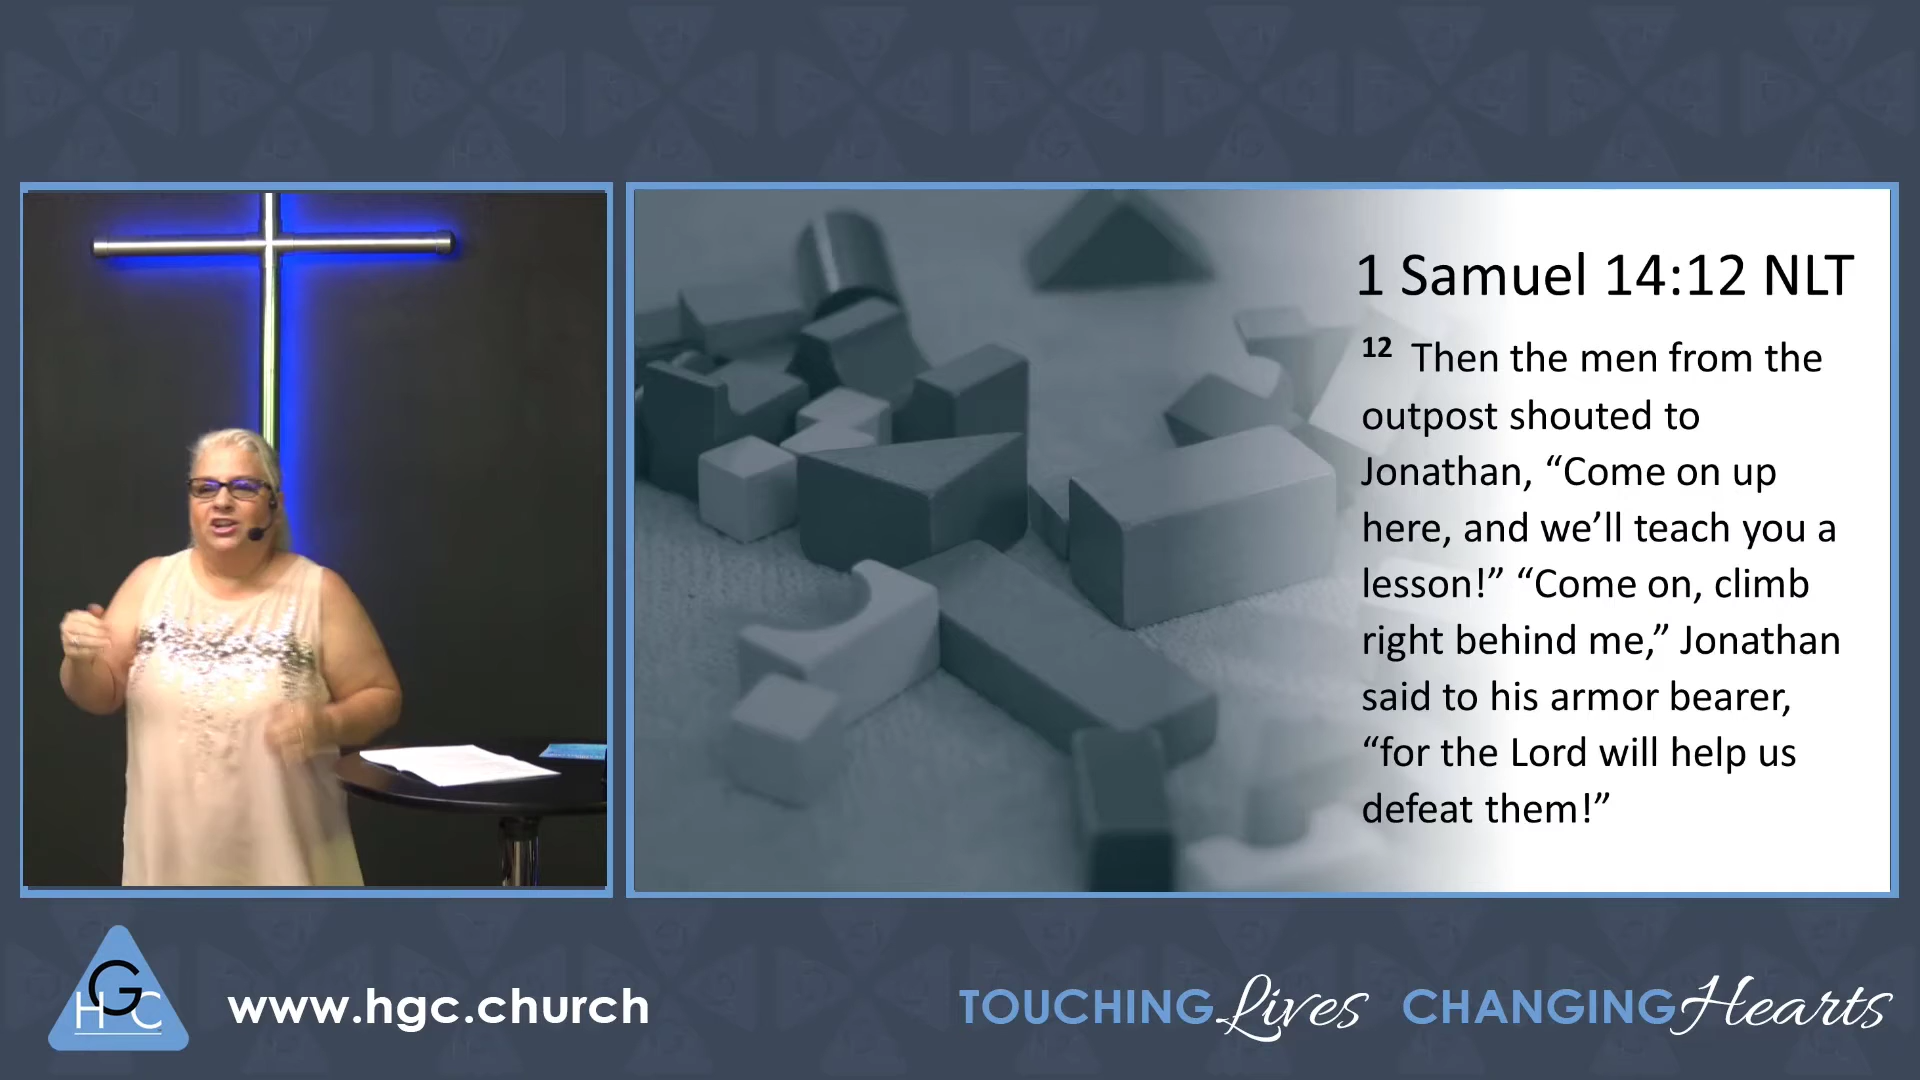 1 Samuel 14:12 NLT
12 Then the men from the
outpost shouted to
Jonathan, “Come on up
here, and we’ll teach you a
lesson!” “Come on, climb
right behind me,” Jonathan
said to his armor bearer,
“for the Lord will help us
defeat them!”
HGC
www.hgc.church
TOUCHING Lives CHANGING Hearts